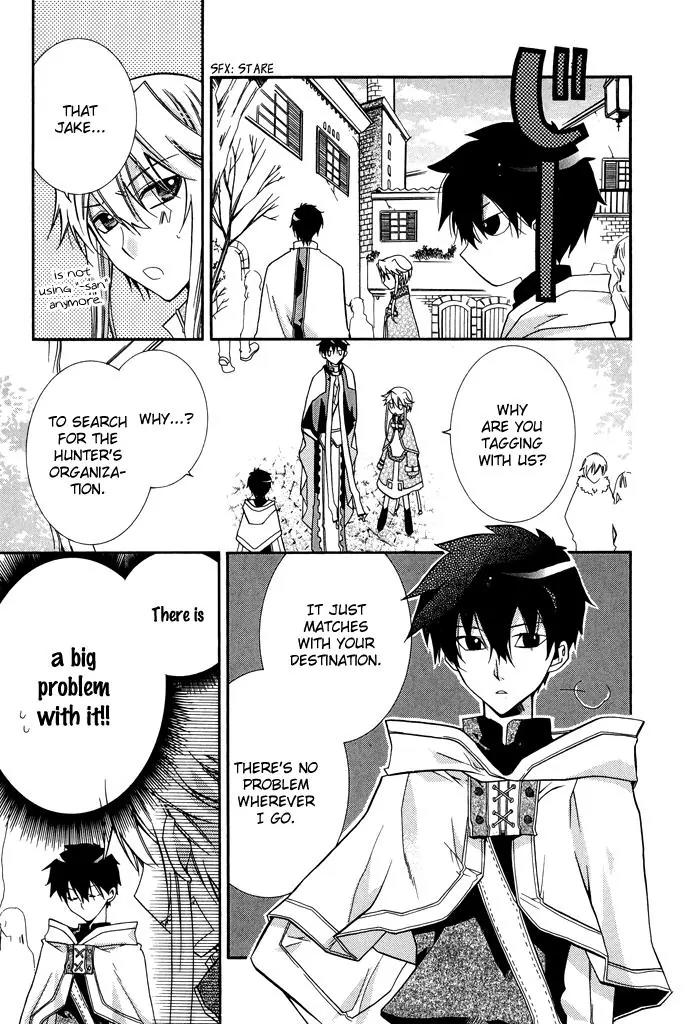 SFX: STARE
じー
THAT
JAKE...
is not
using "-san"
anymore
WHY
ARE YOU
TAGGING
WITH US?
WHY...?
TO SEARCH
FOR THE
HUNTER'S
ORGANIZA-
TION.
IT JUST
MATCHES
WITH YOUR
DESTINATION.
THERE'S NO
PROBLEM
WHEREVER
I GO.
There is
a big
problem
with it!!